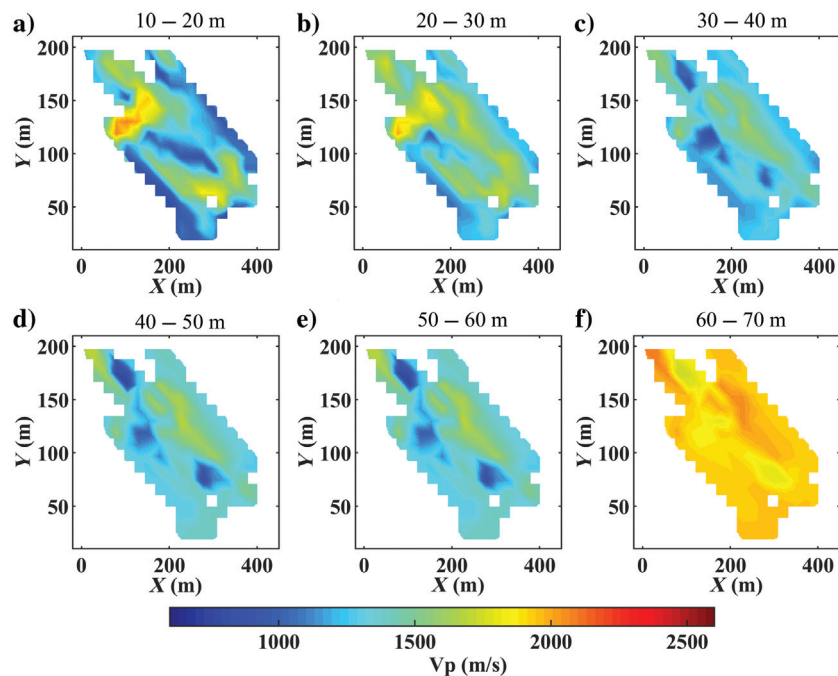 a) 10 – 20 m
b) 20 – 30 m
c) 30 – 40 m
200
150
100
50
Y (m)
0 200 400
X (m)
200
150
100
50
Y (m)
0 200 400
X (m)
200
150
100
50
Y (m)
0 200 400
X (m)
d) 40 – 50 m
e) 50 – 60 m
f) 60 – 70 m
200
150
100
50
Y (m)
0 200 400
X (m)
200
150
100
50
Y (m)
0 200 400
X (m)
200
150
100
50
Y (m)
0 200 400
X (m)
1000 1500 2000 2500
Vp (m/s)